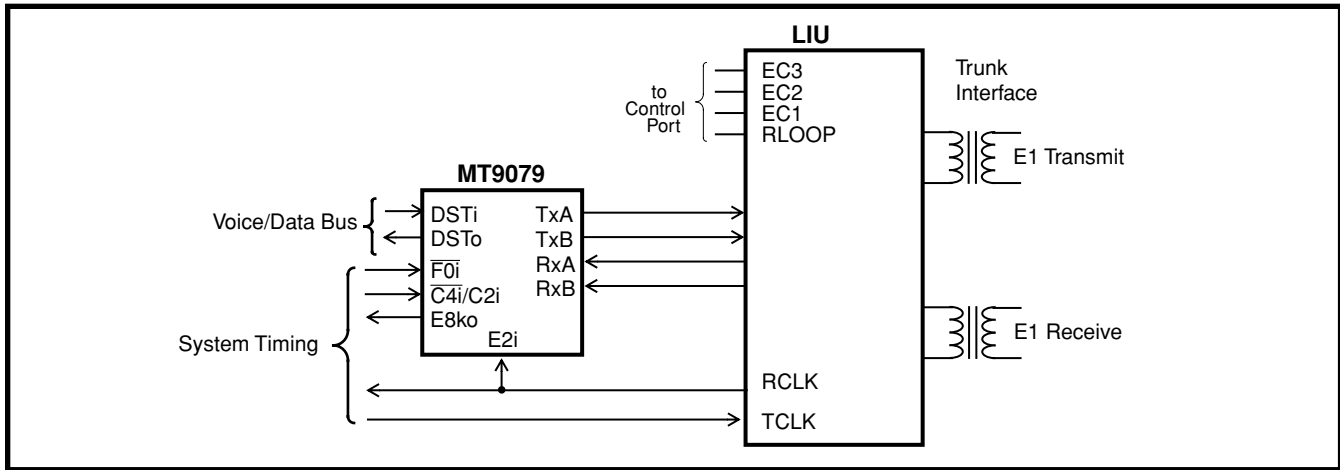 LIU
EC3
EC2
EC1
RLOOP
to
Control
Port
Trunk
Interface
E1 Transmit
MT9079
Voice/Data Bus
DSTi TxA
DSTo TxB
F0i RxA
C4i/C2i RxB
E8ko
E2i
System Timing
E1 Receive
RCLK
TCLK